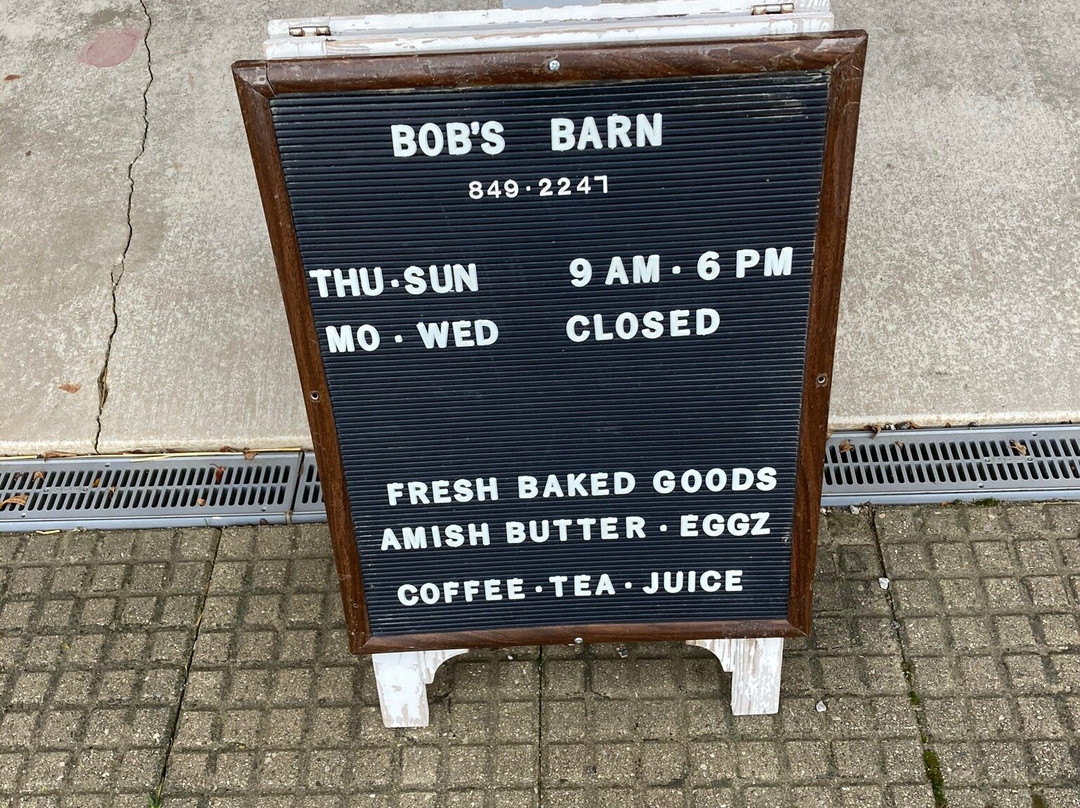 BOB'S BARN
849·2247
THU·SUN 9 AM·6 PM
MO·WED CLOSED
FRESH BAKED GOODS
AMISH BUTTER·EGGZ
COFFEE·TEA·JUICE